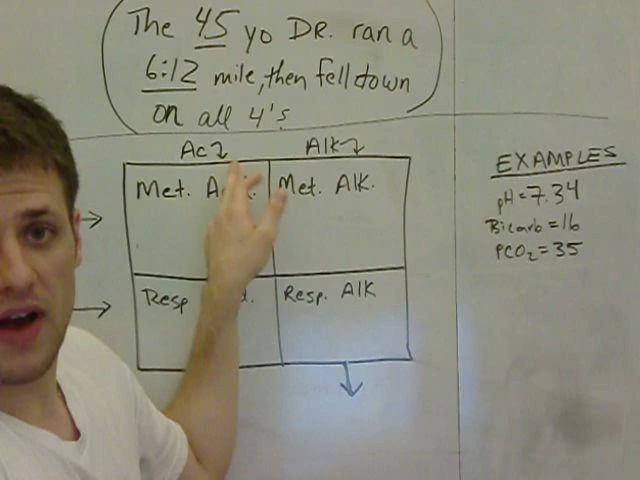 The 45 yo DR. ran a
6:12 mile, then fell down
on all 4's
Ac Alk
Met. Met. Alk.
Resp Resp. Alk
EXAMPLES
pH = 7.34
Bicarb = 16
PCO₂ = 35